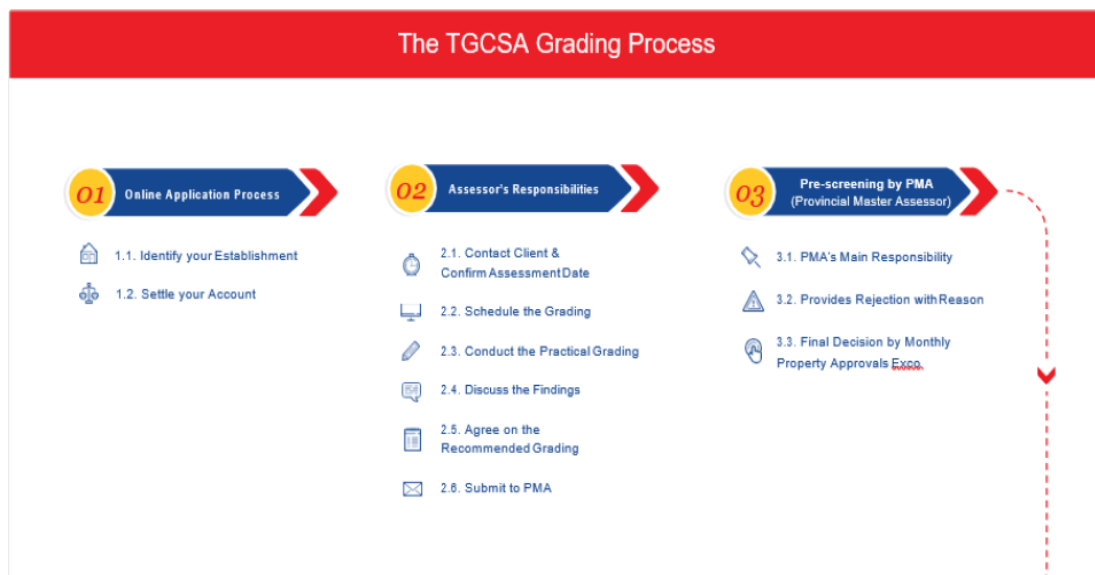 The TGCSA Grading Process
01
Online Application Process
1.1. Identify your Establishment
1.2. Settle your Account
02
Assessor's Responsibilities
2.1. Contact Client &
Confirm Assessment Date
2.2. Schedule the Grading
2.3. Conduct the Practical Grading
2.4. Discuss the Findings
2.5. Agree on the
Recommended Grading
2.6. Submit to PMA
03
Pre-screening by PMA
(Provincial Master Assessor)
3.1. PMA's Main Responsibility
3.2. Provides Rejection with Reason
3.3. Final Decision by Monthly
Property Approvals Exco.